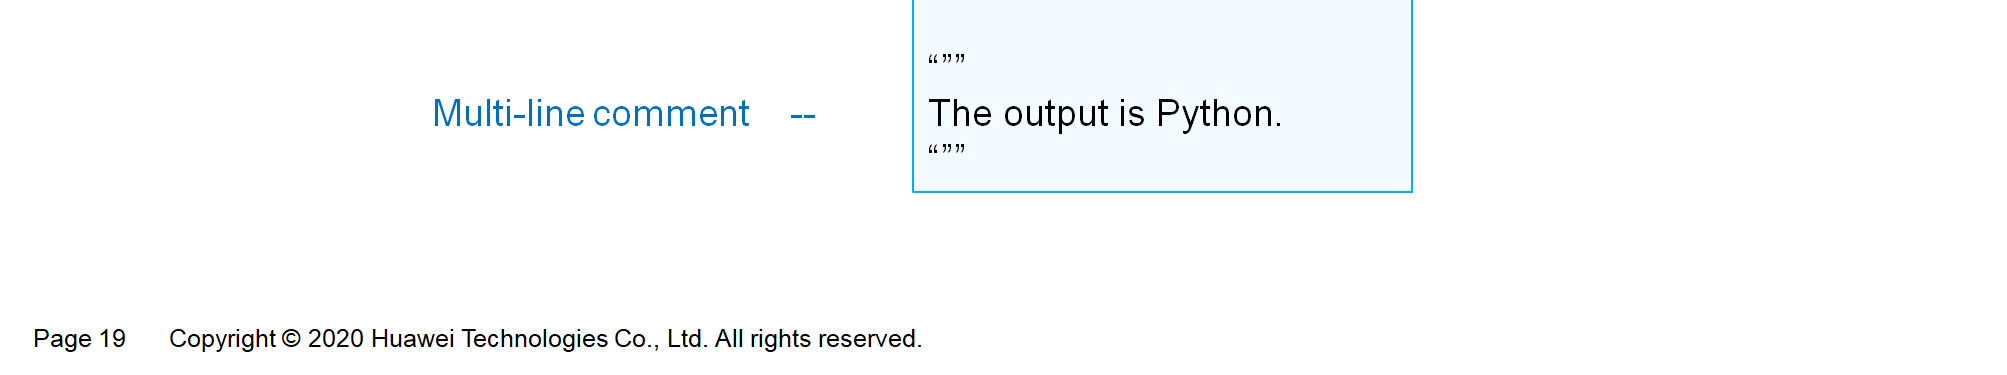 “””
Multi-line comment -- The output is Python.
“””
Page 19 Copyright © 2020 Huawei Technologies Co., Ltd. All rights reserved.